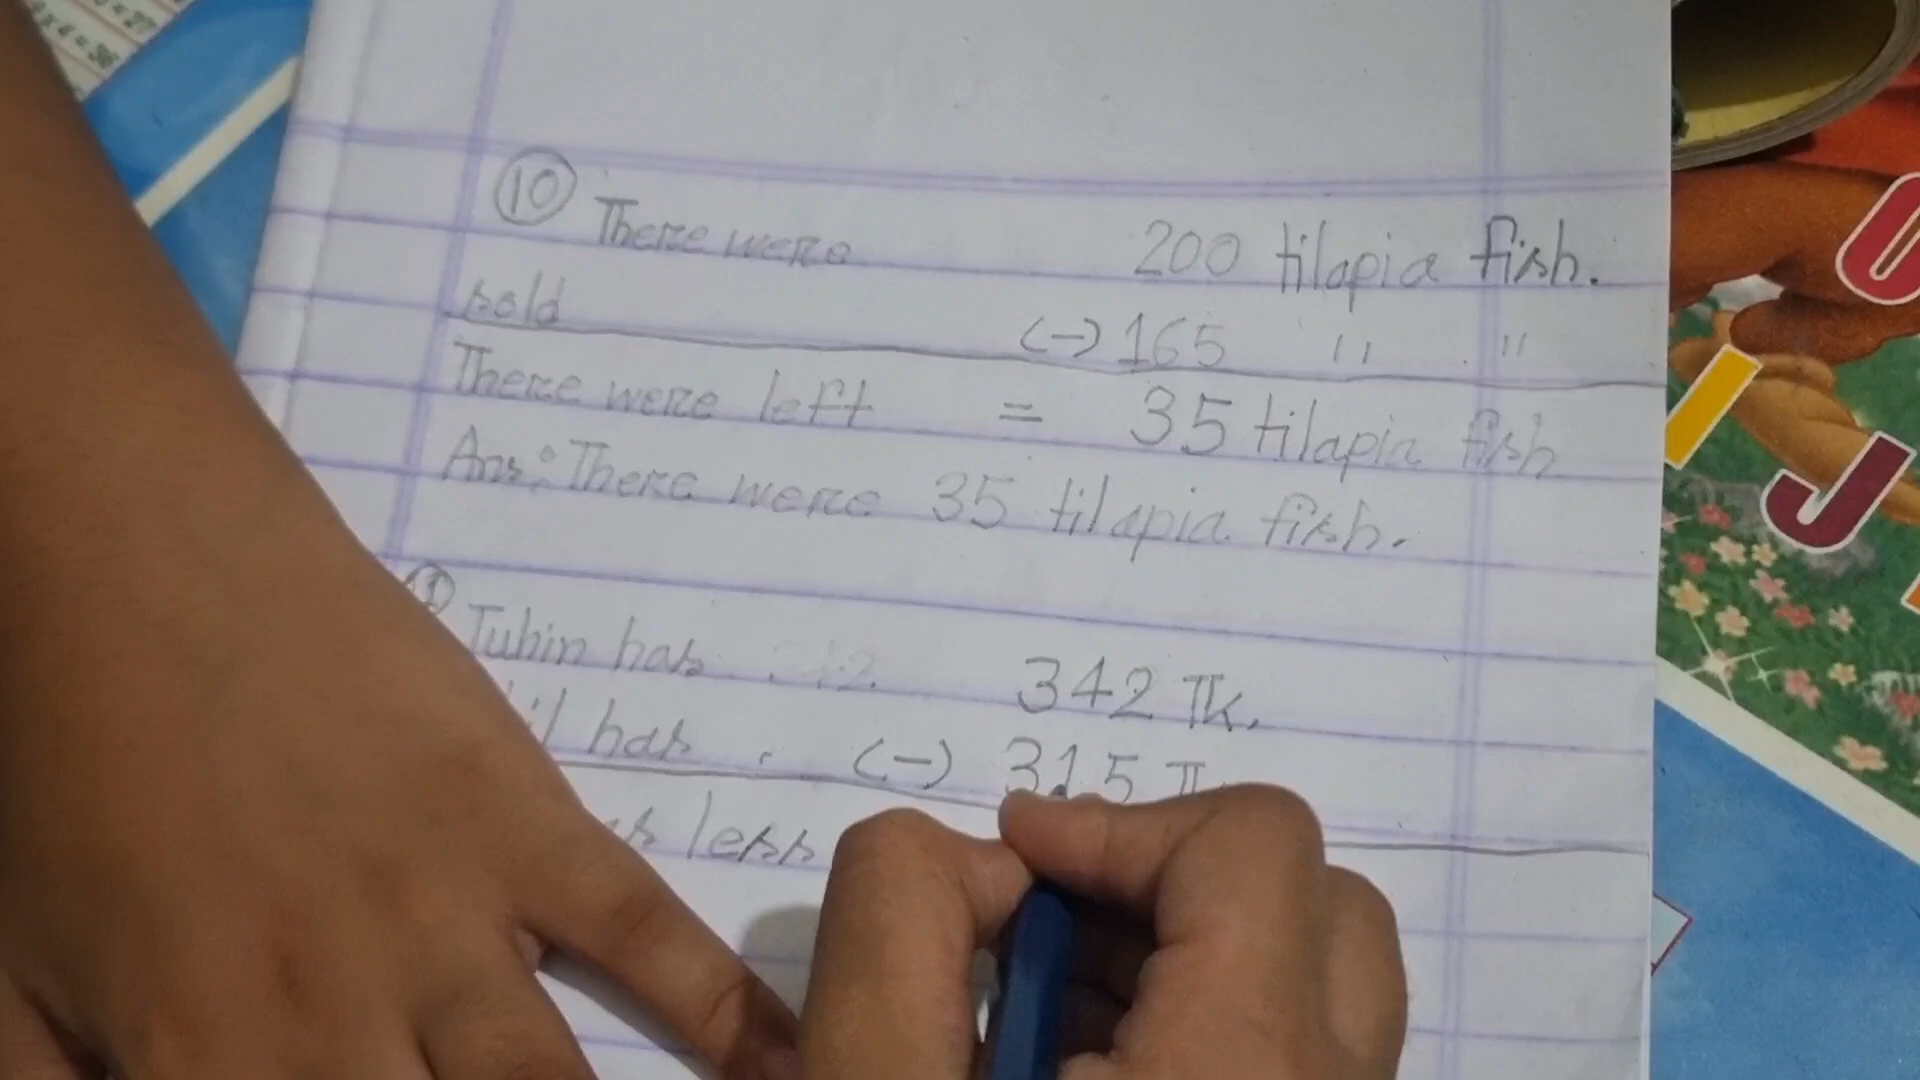 10 There were 200 tilapia fish.
sold (-) 165 " "
There were left = 35 tilapia fish
Ans: There were 35 tilapia fish.
Tuhin has 342 Tk.
has (-) 315
less
U
I
J